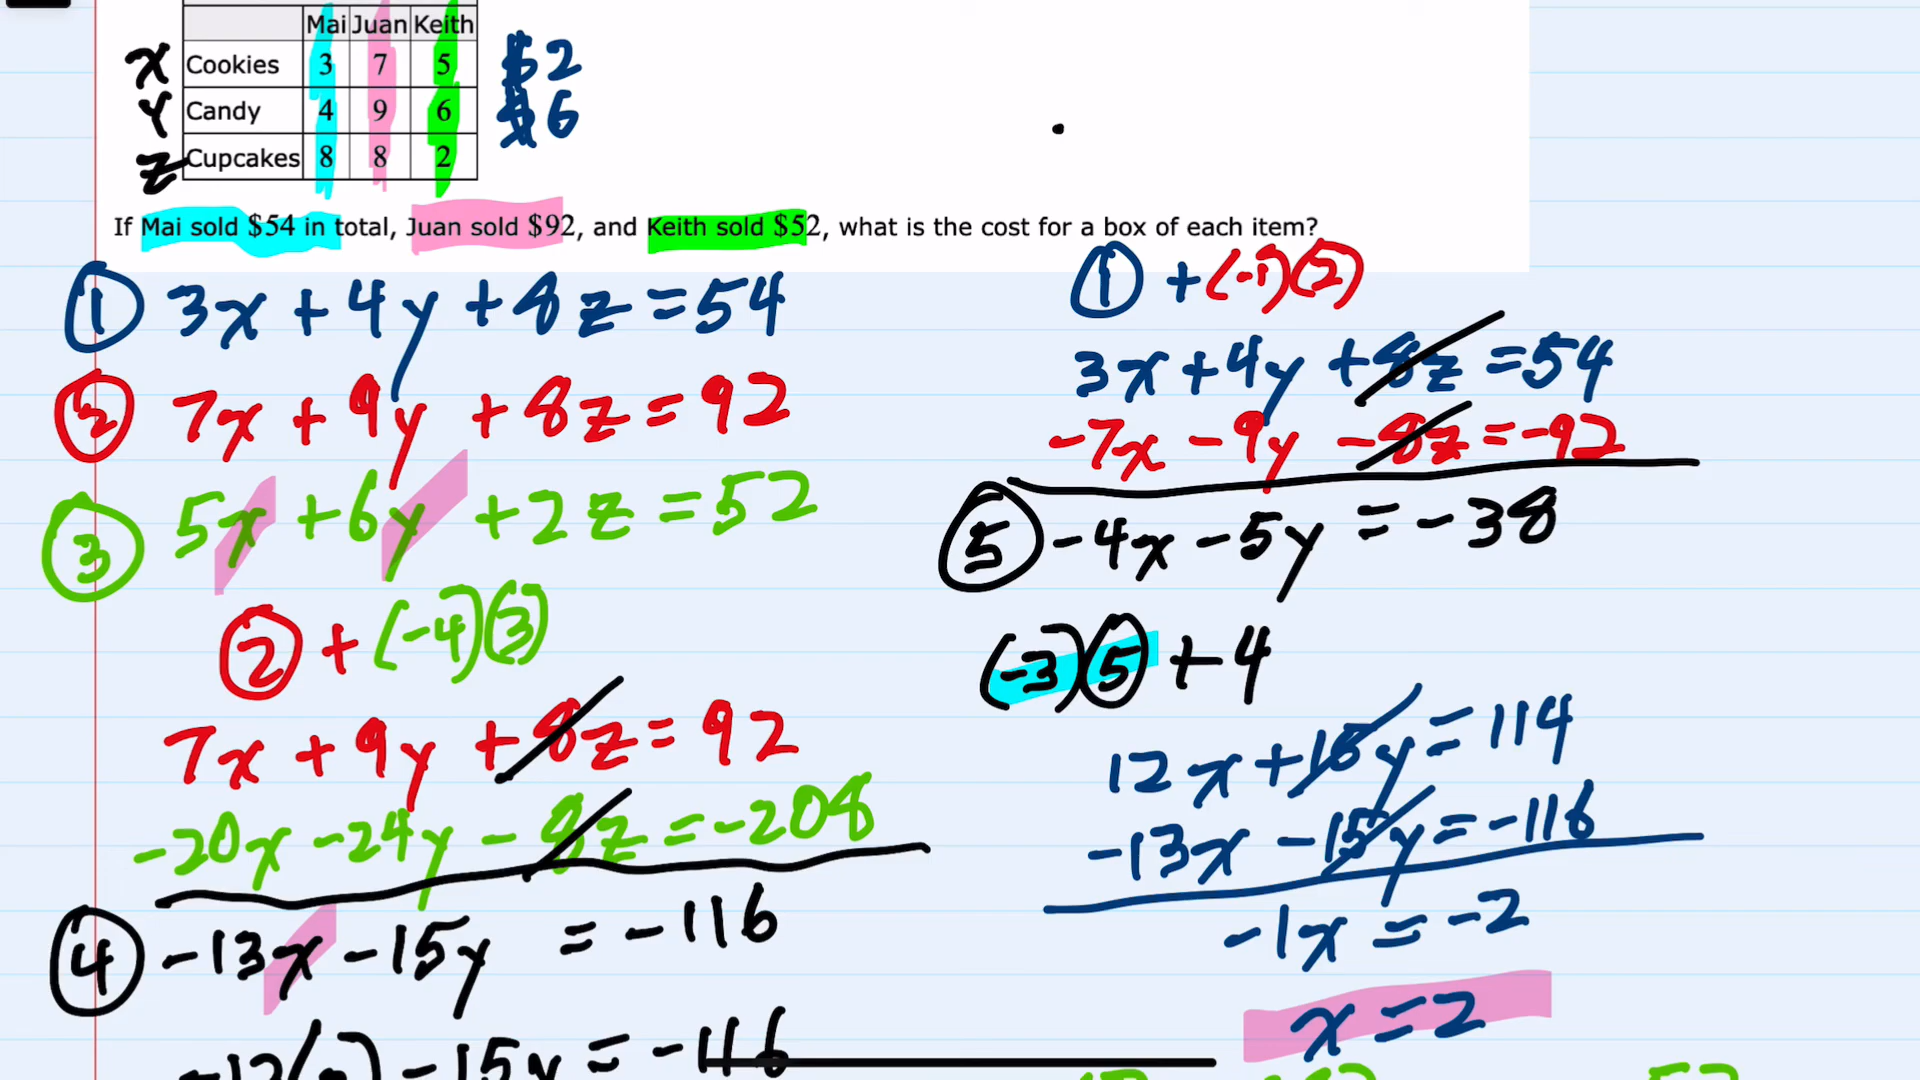 Mai Juan Keith
x Cookies 3 7 5 $2
y Candy 4 9 6 $6
z Cupcakes 8 8 2
If Mai sold $54 in total, Juan sold $92, and Keith sold $52, what is the cost for a box of each item?
① 3x + 4y + 8z = 54
② 7x + 9y + 8z = 92
③ 5x + 6y + 2z = 52
② + (-4)(3)
7x + 9y + 8z = 92
-20x - 24y - 8z = -208
④ -13x - 15y = -116
- 15y = -116
① + (-1)(2)
3x + 4y + 8z = 54
-7x - 9y - 8z = -92
⑤ -4x - 5y = -38
(-3)⑤ + 4
12x + 15y = 114
-13x - 15y = -116
-1x = -2
x = 2